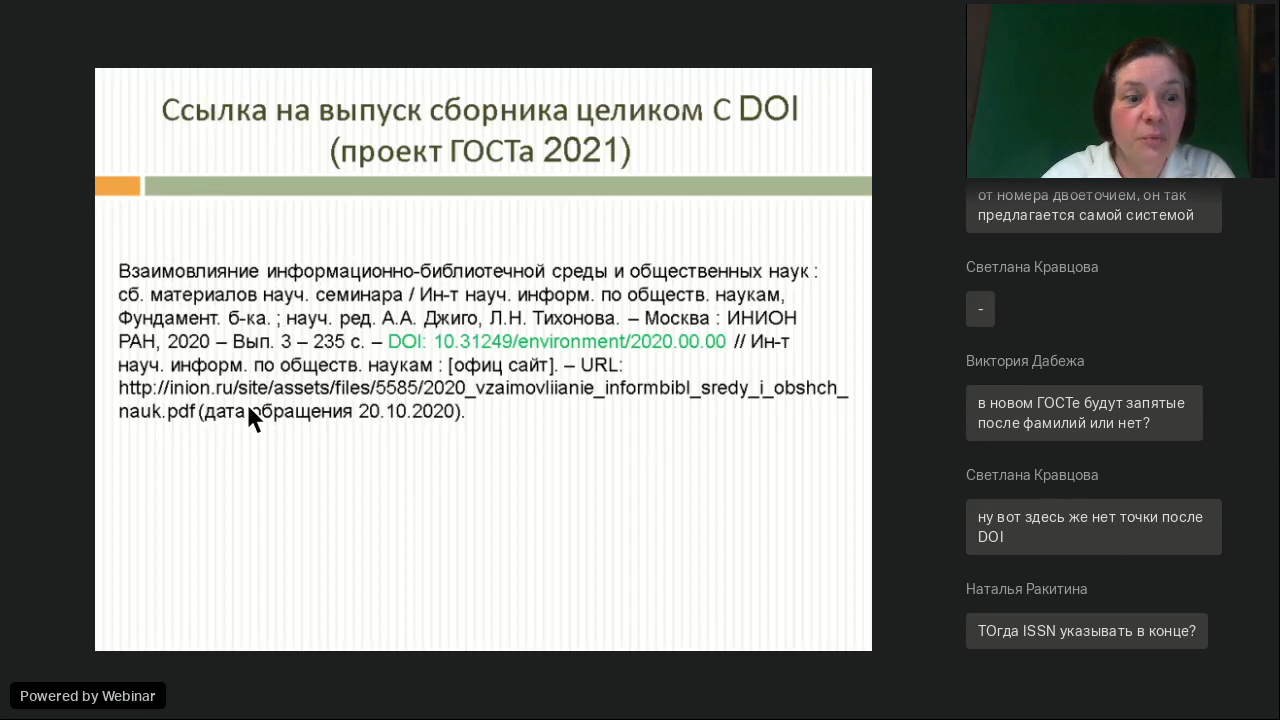 Ссылка на выпуск сборника целиком С DOI
(проект ГОСТа 2021)
Взаимовлияние информационно-библиотечной среды и общественных наук :
сб. материалов науч. семинара / Ин-т науч. информ. по обществ. наукам,
Фундамент. б-ка. ; науч. ред. А.А. Джиго, Л.Н. Тихонова. – Москва : ИНИОН
РАН, 2020 – Вып. 3 – 235 с. – DOI: 10.31249/environment/2020.00.00 // Ин-т
науч. информ. по обществ. наукам : [офиц сайт]. – URL:
http://inion.ru/site/assets/files/5585/2020_vzaimovliianie_informbibl_sredy_i_obshch_
nauk.pdf (дата обращения 20.10.2020).
от номера двоеточием, он так
предлагается самой системой
Светлана Кравцова
-
Виктория Дабежа
в новом ГОСТе будут запятые
после фамилий или нет?
Светлана Кравцова
ну вот здесь же нет точки после
DOI
Наталья Ракитина
ТОгда ISSN указывать в конце?
Powered by Webinar